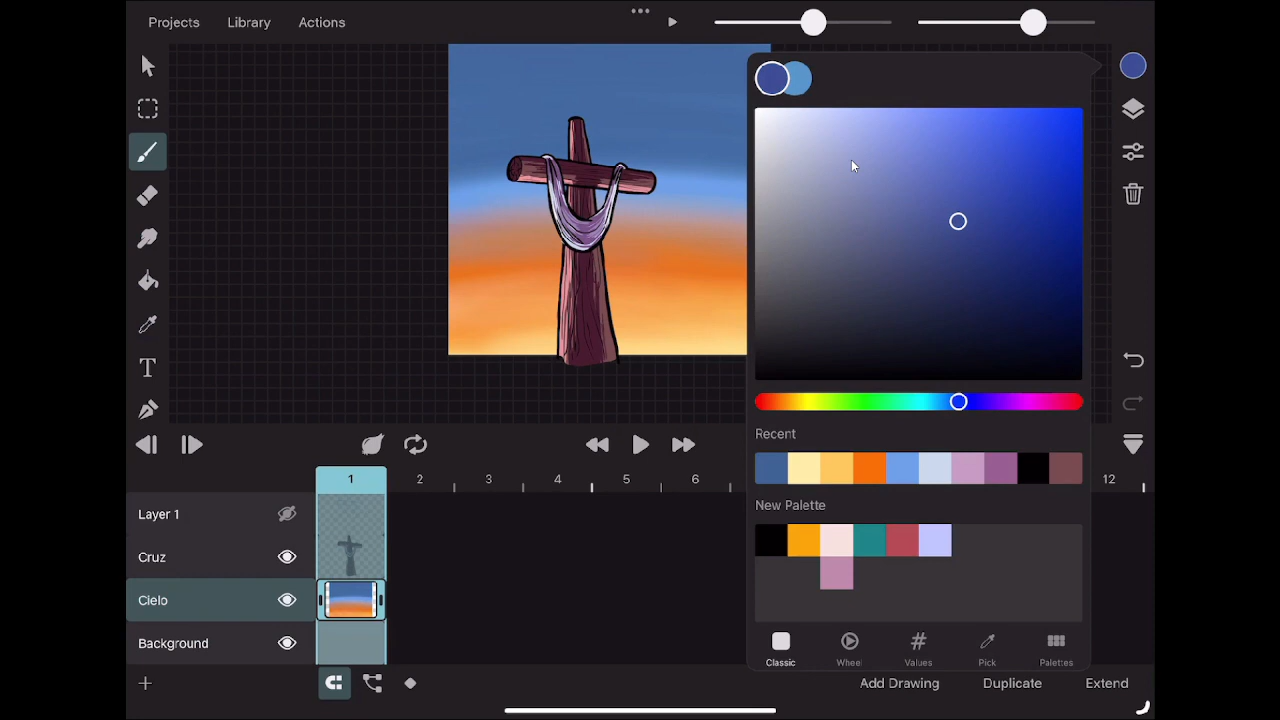 Projects Library Actions
Recent
New Palette
Classic Wheel Values Pick Palettes
1 2 3 4 5 6 12
Layer 1
Cruz
CIelo
Background
Add Drawing Duplicate Extend